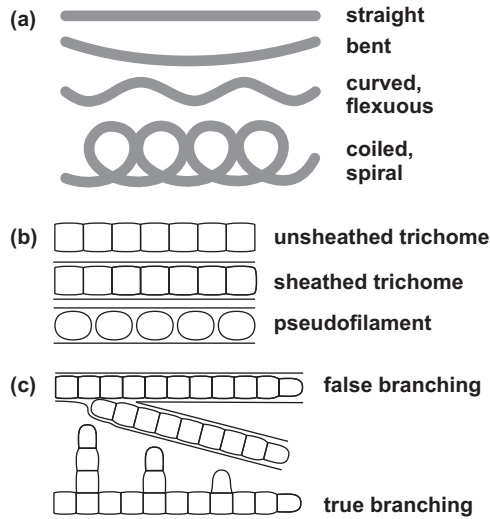 (a)
straight
bent
curved,
flexuous
coiled,
spiral
(b)
unsheathed trichome
sheathed trichome
pseudofilament
(c)
false branching
true branching